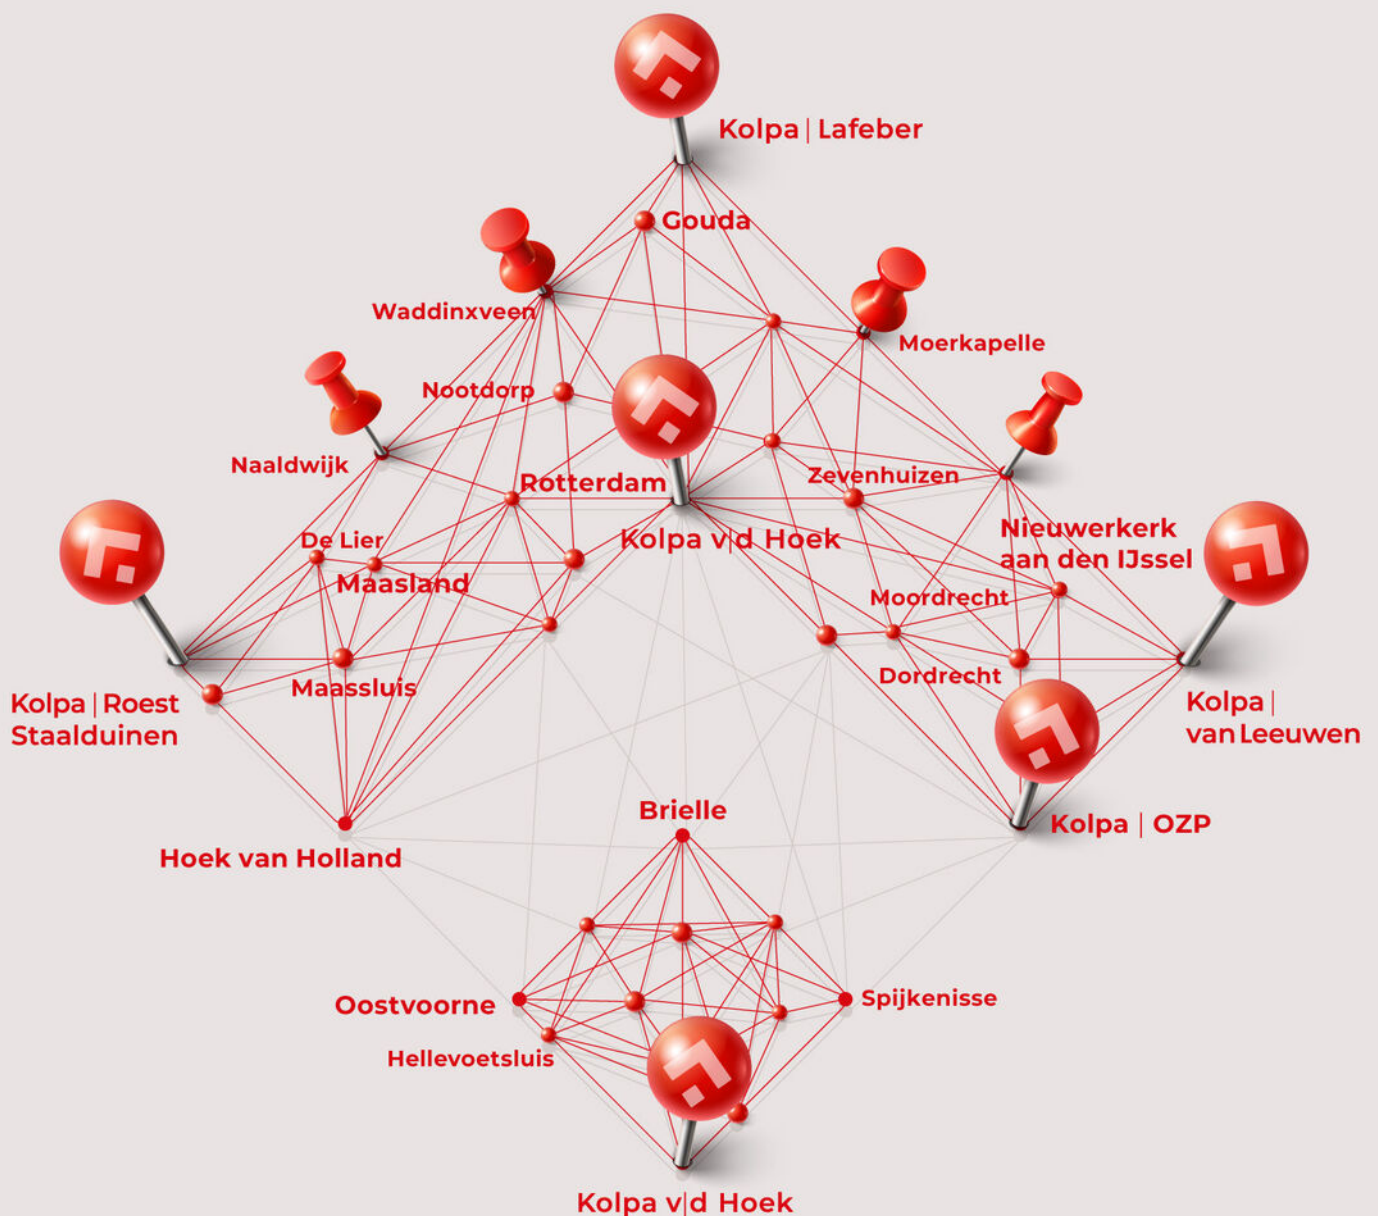 Kolpa | Lafeber
Gouda
Waddinxveen
Moerkapelle
Nootdorp
Naaldwijk
Rotterdam
Zevenhuizen
Kolpa v|d Hoek
Nieuwerkerk
aan den IJssel
De Lier
Maasland
Moordrecht
Maassluis
Dordrecht
Kolpa | Roest
Staalduinen
Kolpa |
van Leeuwen
Kolpa | OZP
Brielle
Hoek van Holland
Oostvoorne
Spijkenisse
Hellevoetsluis
Kolpa v|d Hoek